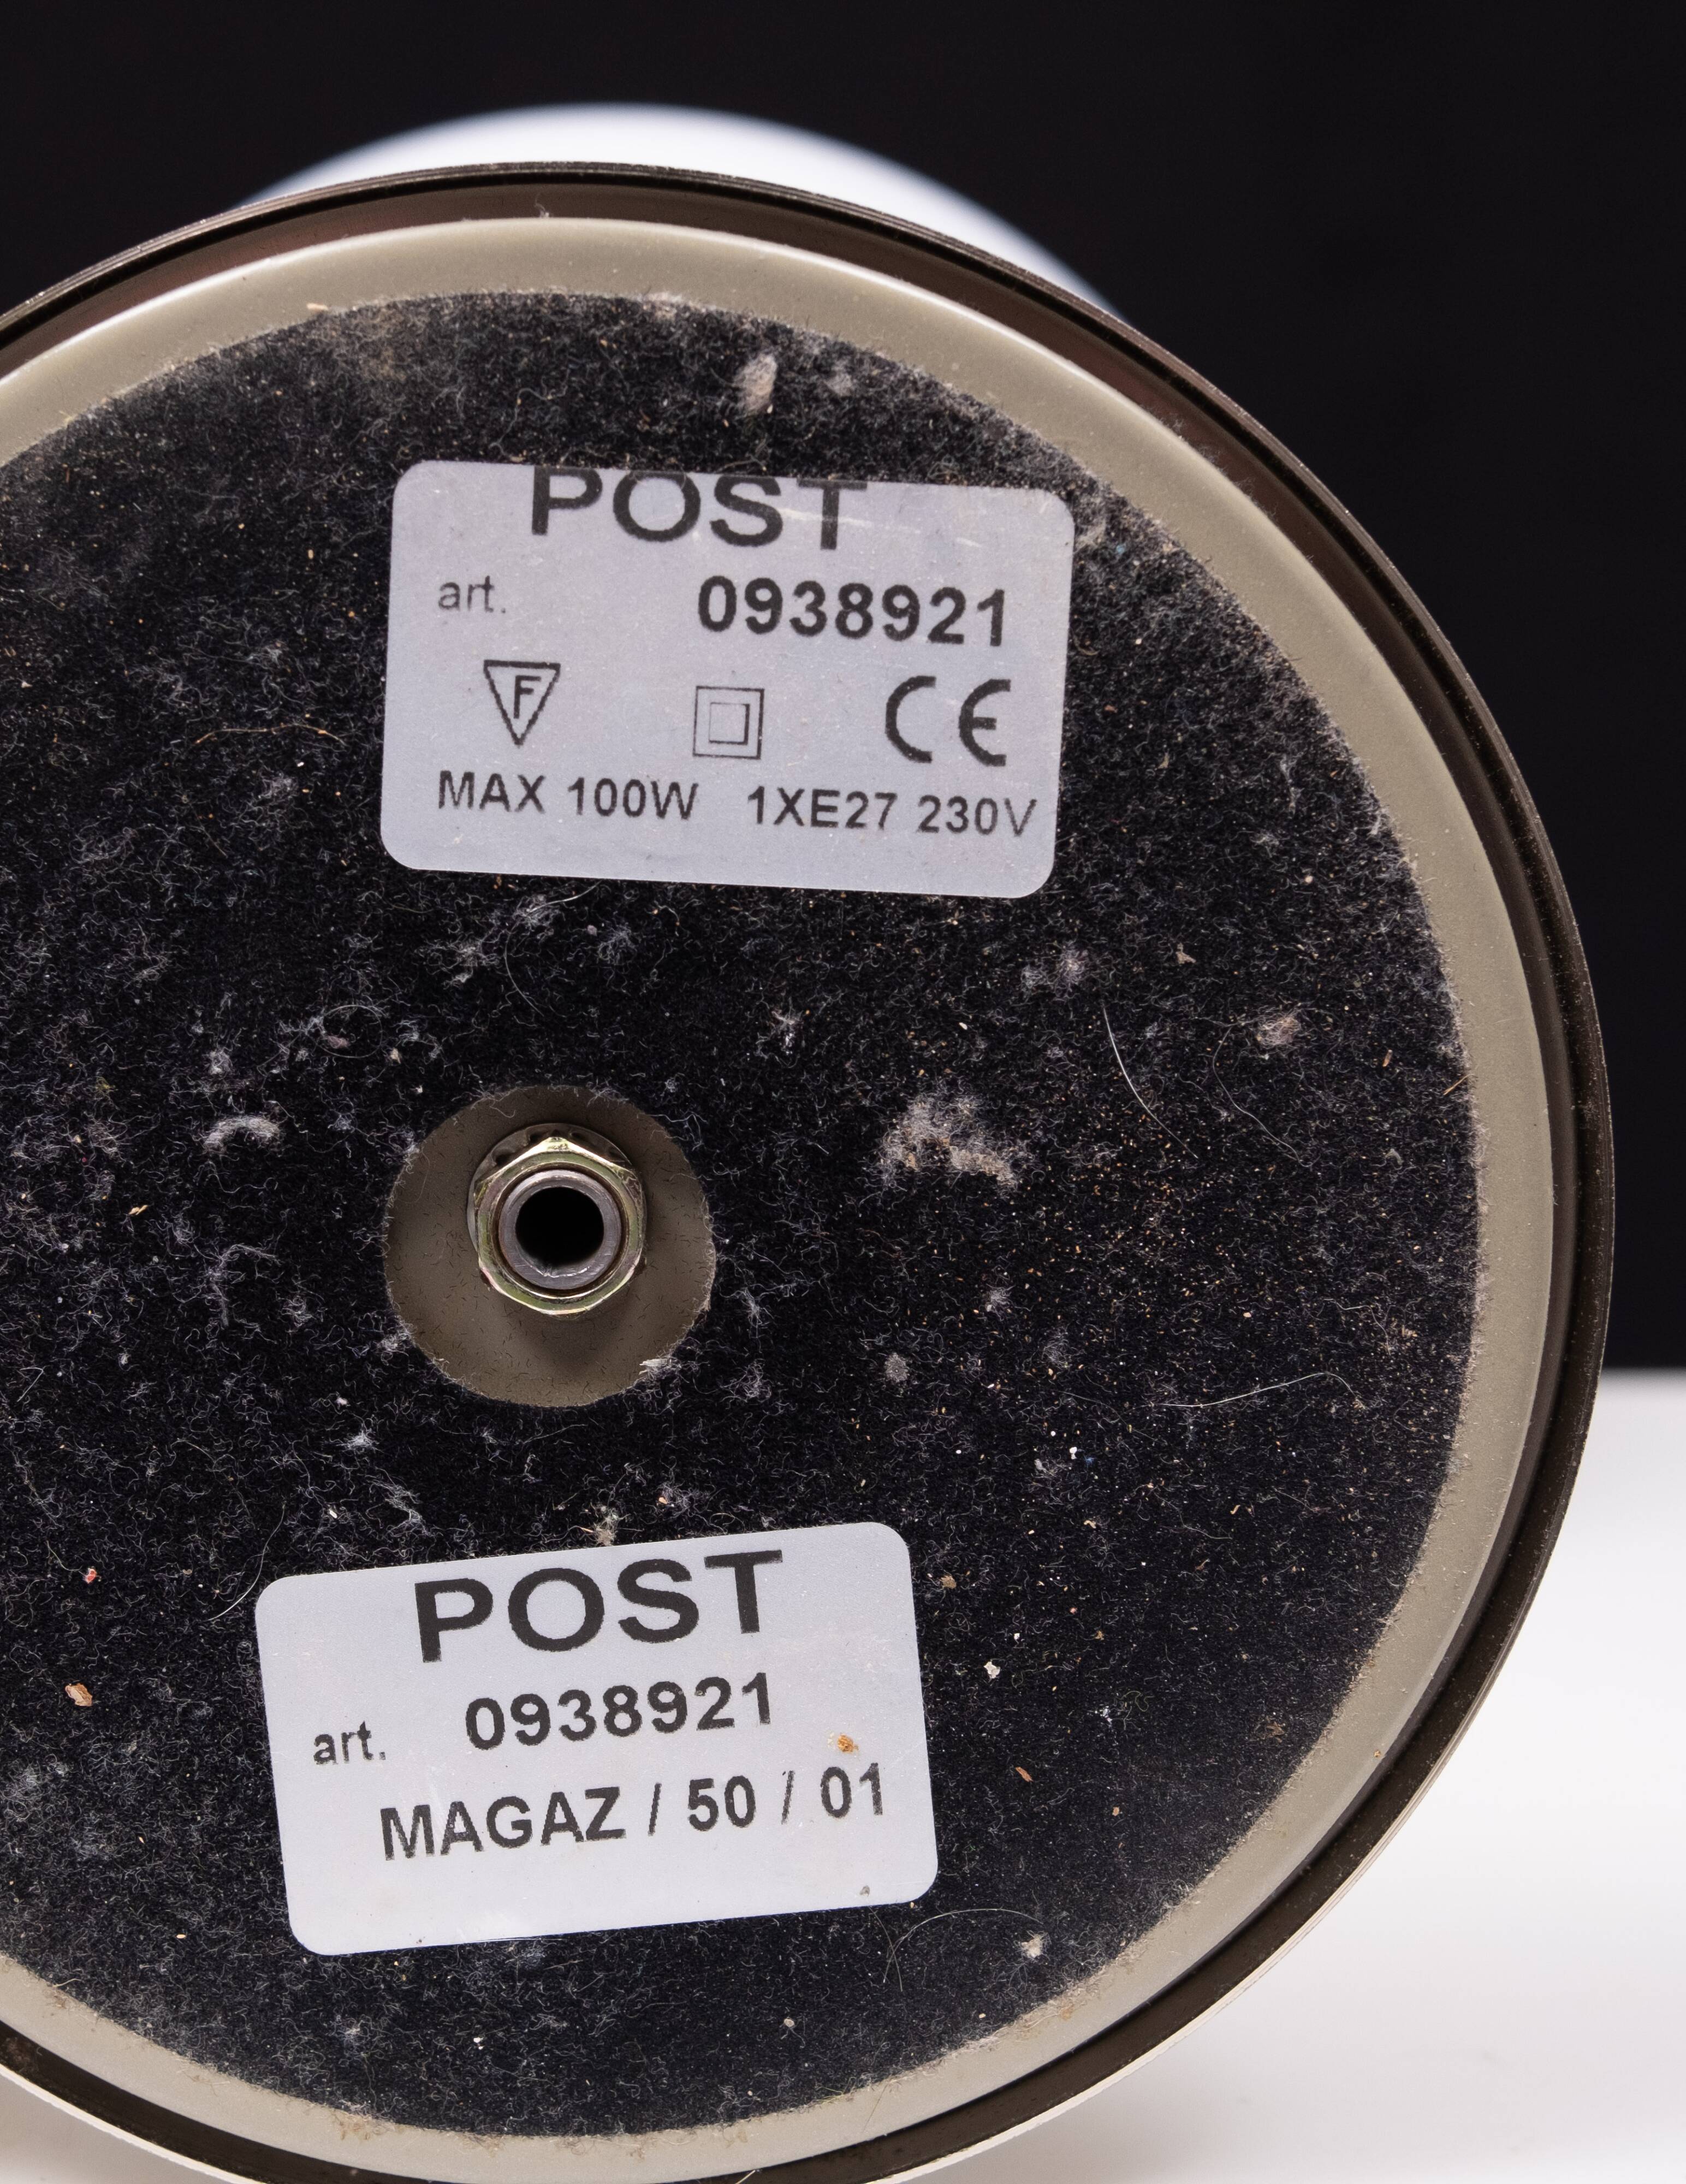 POST
art. 0938921
F CE
MAX 100W 1XE27 230V
POST
art. 0938921
MAGAZ / 50 / 01